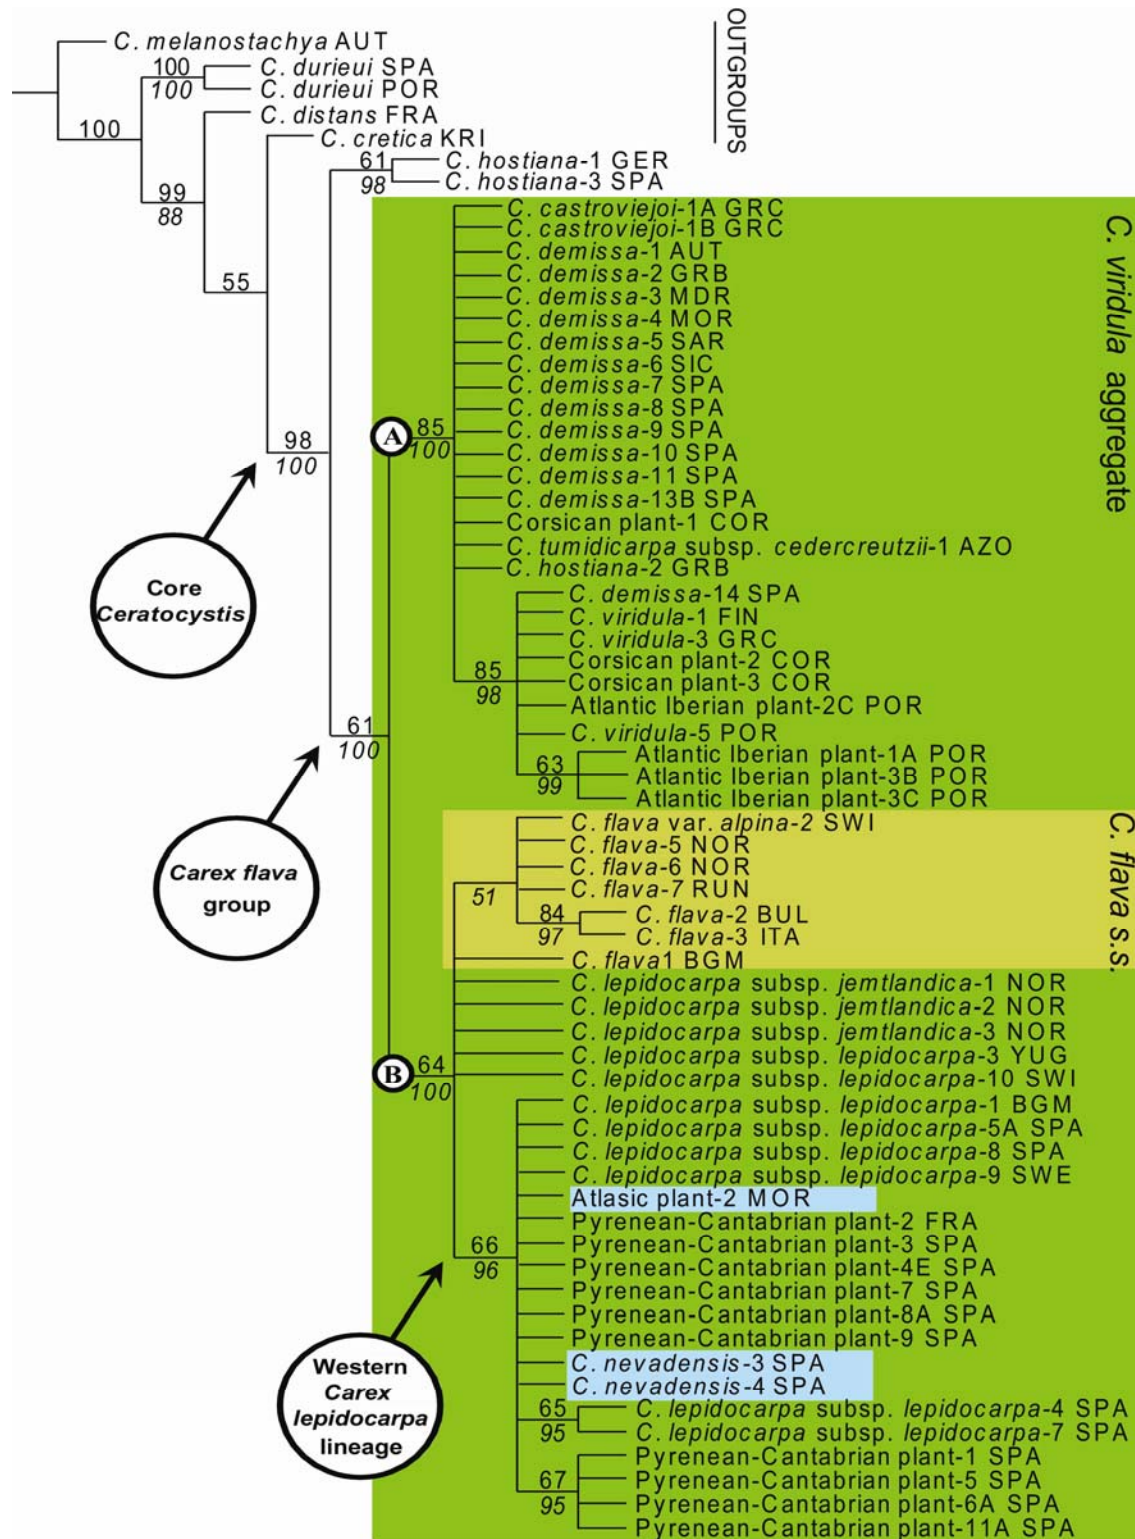 OUTGROUPS
C. melanostachya AUT
100
100
C. durieui SPA
C. durieui POR
100
C. distans FRA
99
88
C. cretica KRI
55
61
98
C. hostiana-1 GER
C. hostiana-3 SPA
98
100
Core
Ceratocystis
C. viridula aggregate
A
85
100
C. castroviejoi-1A GRC
C. castroviejoi-1B GRC
C. demissa-1 AUT
C. demissa-2 GRB
C. demissa-3 MDR
C. demissa-4 MOR
C. demissa-5 SAR
C. demissa-6 SIC
C. demissa-7 SPA
C. demissa-8 SPA
C. demissa-9 SPA
C. demissa-10 SPA
C. demissa-11 SPA
C. demissa-13B SPA
Corsican plant-1 COR
C. tumidicarpa subsp. cedercreutzii-1 AZO
C. hostiana-2 GRB
85
98
C. demissa-14 SPA
C. viridula-1 FIN
C. viridula-3 GRC
Corsican plant-2 COR
Corsican plant-3 COR
Atlantic Iberian plant-2C POR
C. viridula-5 POR
63
99
Atlantic Iberian plant-1A POR
Atlantic Iberian plant-3B POR
Atlantic Iberian plant-3C POR
61
100
Carex flava
group
C. flava s.s.
51
C. flava var. alpina-2 SWI
C. flava-5 NOR
C. flava-6 NOR
C. flava-7 RUN
84
97
C. flava-2 BUL
C. flava-3 ITA
C. flava1 BGM
B
64
100
C. lepidocarpa subsp. jemtlandica-1 NOR
C. lepidocarpa subsp. jemtlandica-2 NOR
C. lepidocarpa subsp. jemtlandica-3 NOR
C. lepidocarpa subsp. lepidocarpa-3 YUG
C. lepidocarpa subsp. lepidocarpa-10 SWI
66
96
Western
Carex
lepidocarpa
lineage
C. lepidocarpa subsp. lepidocarpa-1 BGM
C. lepidocarpa subsp. lepidocarpa-5A SPA
C. lepidocarpa subsp. lepidocarpa-8 SPA
C. lepidocarpa subsp. lepidocarpa-9 SWE
Atlasic plant-2 MOR
Pyrenean-Cantabrian plant-2 FRA
Pyrenean-Cantabrian plant-3 SPA
Pyrenean-Cantabrian plant-4E SPA
Pyrenean-Cantabrian plant-7 SPA
Pyrenean-Cantabrian plant-8A SPA
Pyrenean-Cantabrian plant-9 SPA
C. nevadensis-3 SPA
C. nevadensis-4 SPA
65
95
C. lepidocarpa subsp. lepidocarpa-4 SPA
C. lepidocarpa subsp. lepidocarpa-7 SPA
67
95
Pyrenean-Cantabrian plant-1 SPA
Pyrenean-Cantabrian plant-5 SPA
Pyrenean-Cantabrian plant-6A SPA
Pyrenean-Cantabrian plant-11A SPA